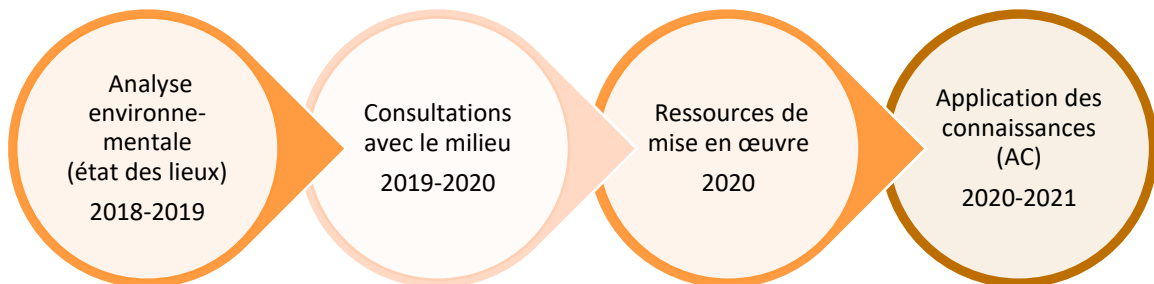 Analyse
environne-
mentale
(état des lieux)
2018-2019
Consultations
avec le milieu
2019-2020
Ressources de
mise en œuvre
2020
Application des
connaissances
(AC)
2020-2021